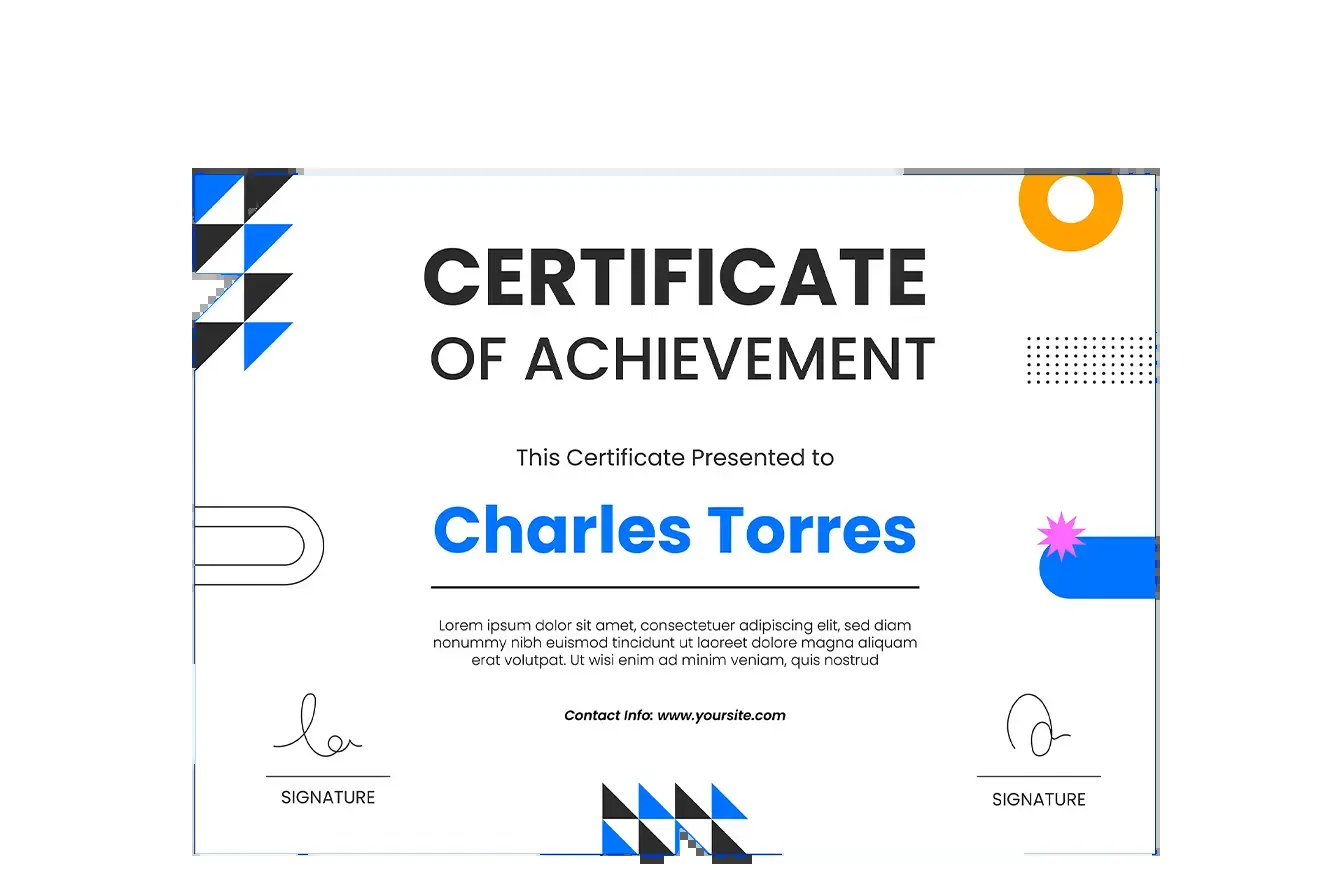 CERTIFICATE
OF ACHIEVEMENT
This Certificate Presented to
Charles Torres
Lorem ipsum dolor sit amet, consectetuer adipiscing elit, sed diam
nonummy nibh euismod tincidunt ut laoreet dolore magna aliquam
erat volutpat. Ut wisi enim ad minim veniam, quis nostrud
Contact Info: www.yoursite.com
SIGNATURE
SIGNATURE